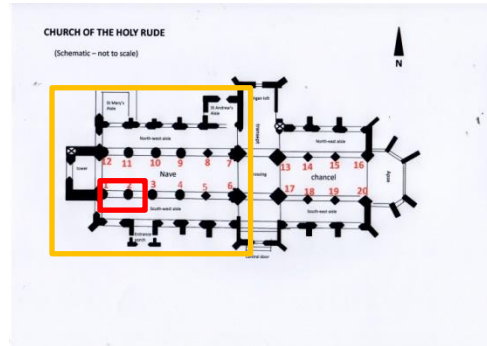 CHURCH OF THE HOLY RUDE
(Schematic – not to scale)
N
St Mary's
Aisle
St Andrew's
Aisle
organ loft
North-west aisle
transept
North-east aisle
12 11 10 9 8 7
13 14 15 16
tower
Nave
crossing
chancel
Apse
1 2 3 4 5 6
17 18 19 20
South-west aisle
South-east aisle
Entrance
porch
central door